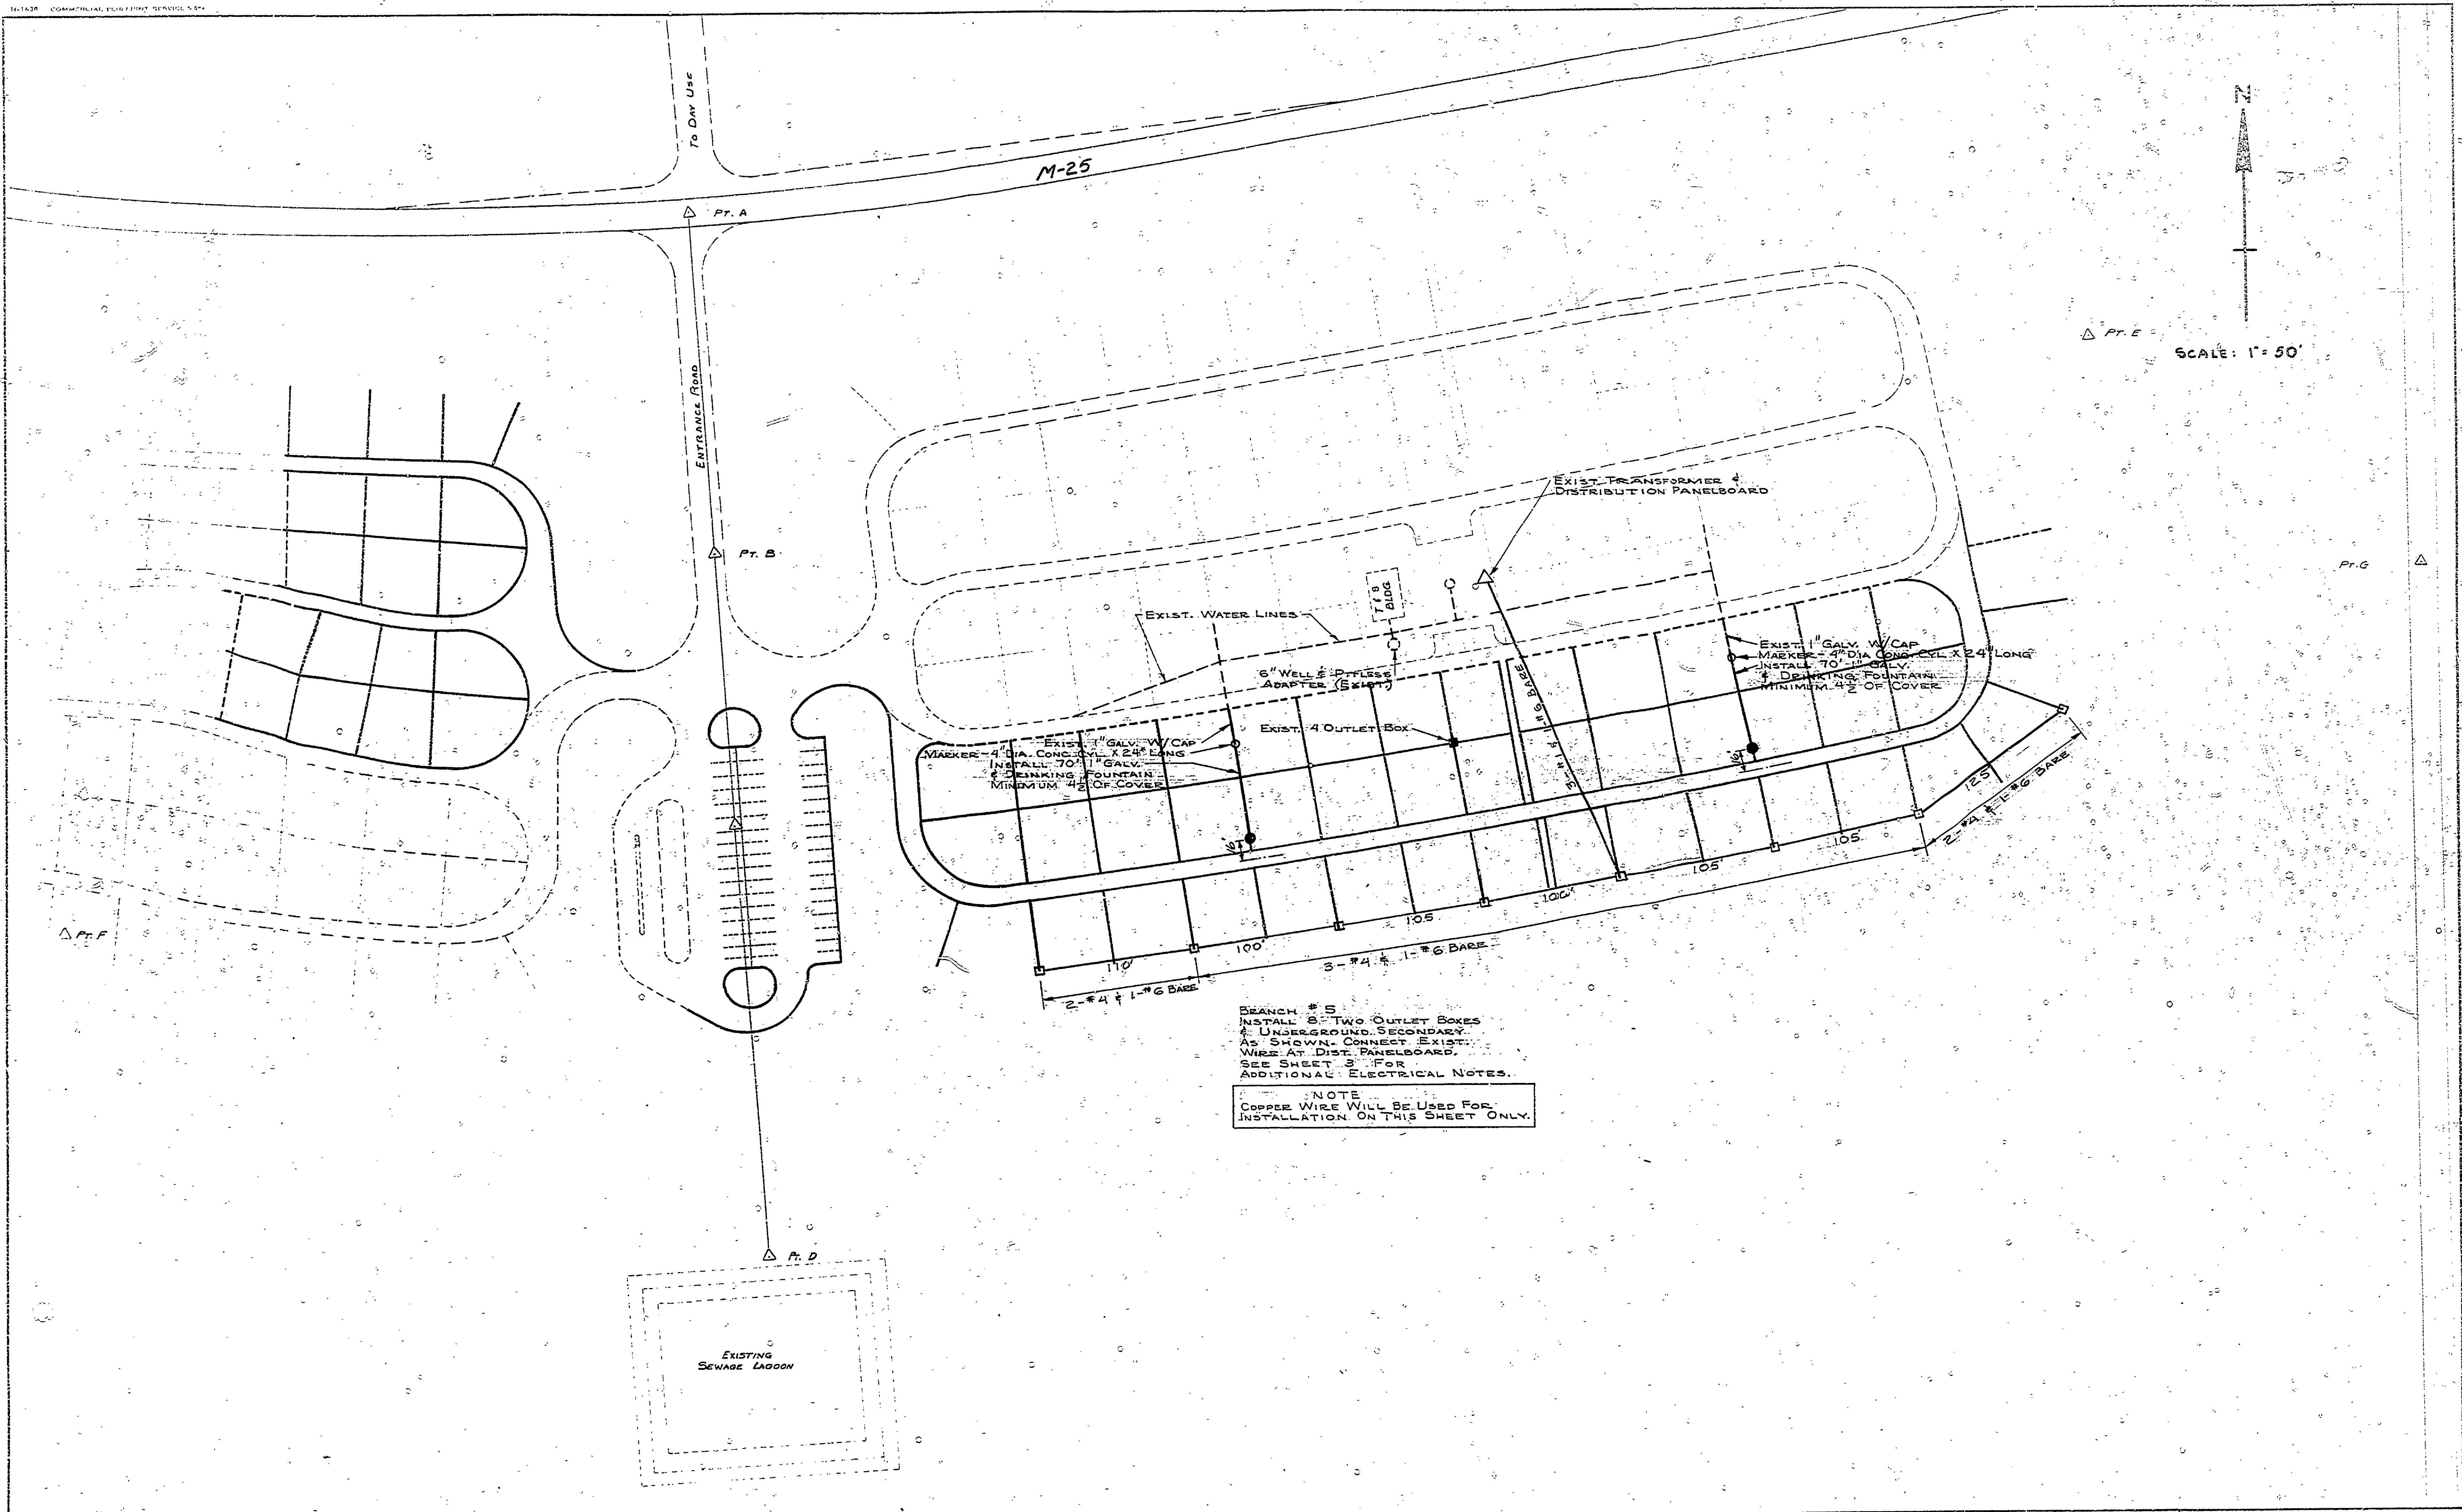 TO DAY USE
M-25
N
PT. A
PT. E
SCALE: 1"= 50'
ENTRANCE ROAD
EXIST. TRANSFORMER &
DISTRIBUTION PANELBOARD
PT. B
PT. G
T & S
BLDG
EXIST. WATER LINES
6" WELL & PITLESS
ADAPTER (EXIST.)
EXIST. 1" GALV. W/CAP
MARKER - 4" DIA CONC. CYL. X 24" LONG
INSTALL 70' 1" GALV.
& DRINKING FOUNTAIN
MINIMUM 4½' OF COVER
EXIST. 4 OUTLET BOX
EXIST. 1" GALV. W/CAP
MARKER - 4" DIA. CONC. CYL. X 24" LONG
INSTALL 70' 1" GALV.
& DRINKING FOUNTAIN
MINIMUM 4½' OF COVER
1-#6 BARE
16'
16'
125'
2-#4 & 1-#6 BARE
105'
105'
100'
105'
100'
110'
3-#4 & 1-#6 BARE
2-#4 & 1-#6 BARE
PT. F
BRANCH #5
INSTALL 8-TWO OUTLET BOXES
& UNDERGROUND SECONDARY
AS SHOWN. CONNECT EXIST.
WIRE AT DIST. PANELBOARD.
SEE SHEET 3 FOR
ADDITIONAL ELECTRICAL NOTES.
NOTE
COPPER WIRE WILL BE USED FOR
INSTALLATION ON THIS SHEET ONLY.
PT. D
EXISTING
SEWAGE LAGOON